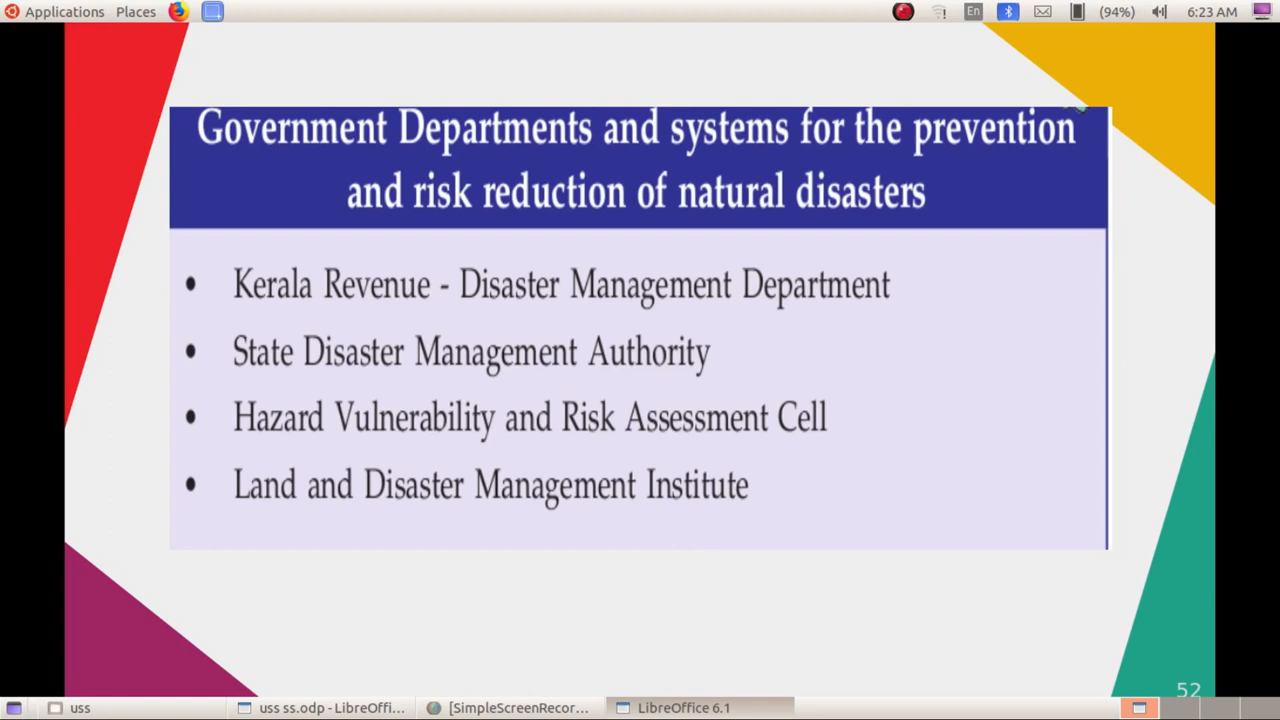 Applications Places En (94%) 6:23 AM
Government Departments and systems for the prevention
and risk reduction of natural disasters
• Kerala Revenue - Disaster Management Department
• State Disaster Management Authority
• Hazard Vulnerability and Risk Assessment Cell
• Land and Disaster Management Institute
52
uss uss ss.odp - LibreOffi... [SimpleScreenRecor... LibreOffice 6.1